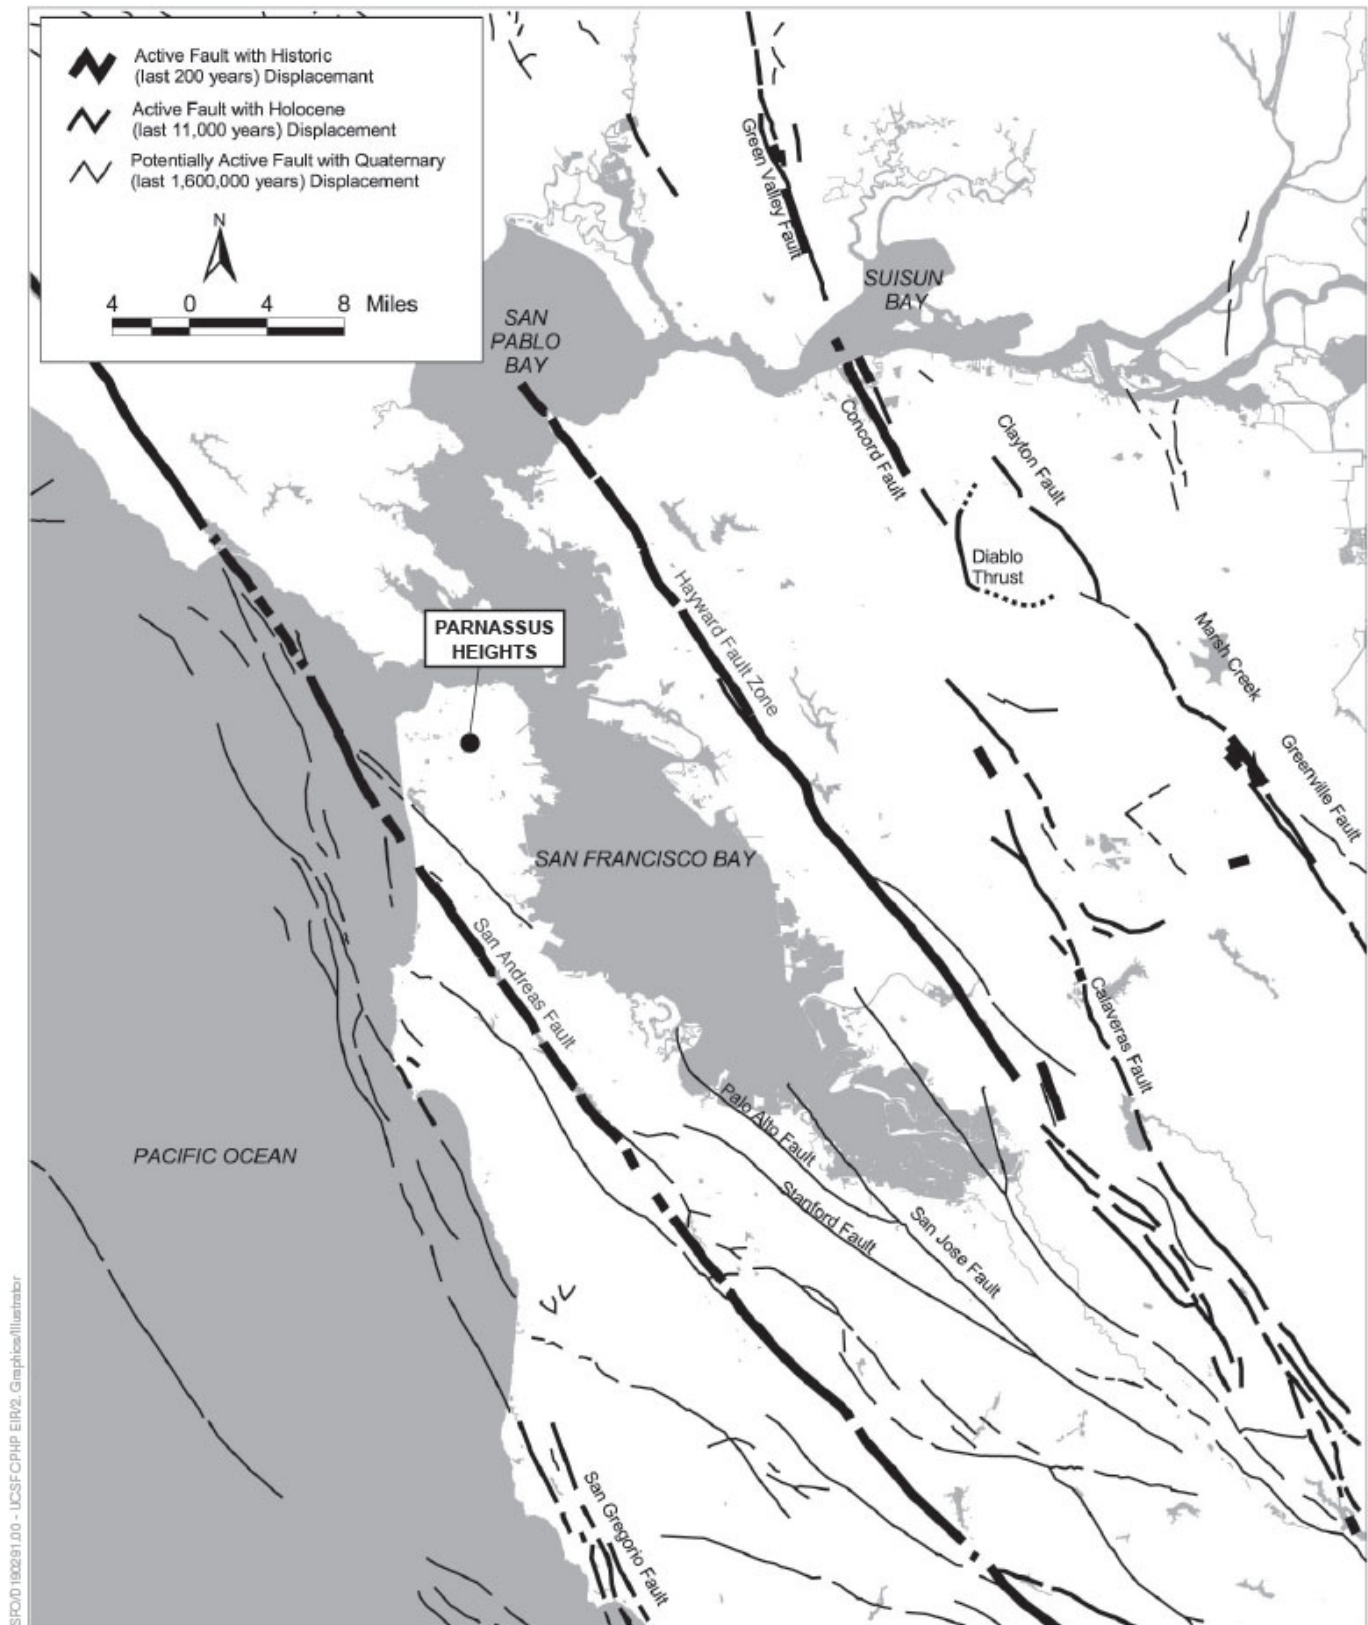 Active Fault with Historic
(last 200 years) Displacemant
Active Fault with Holocene
(last 11,000 years) Displacement
Potentially Active Fault with Quaternary
(last 1,600,000 years) Displacement
N
4 0 4 8 Miles
Green Valley Fault
SUISUN
BAY
SAN
PABLO
BAY
Concord Fault
Clayton Fault
Diablo
Thrust
Hayward Fault Zone
PARNASSUS
HEIGHTS
Marsh Creek
Greenville Fault
SAN FRANCISCO BAY
San Andreas Fault
Calaveras Fault
PACIFIC OCEAN
Palo Alto Fault
Stanford Fault
San Jose Fault
San Gregorio Fault
SFO/D190291.00 - UCSF CPHP EIR/2. Graphics/Illustrator